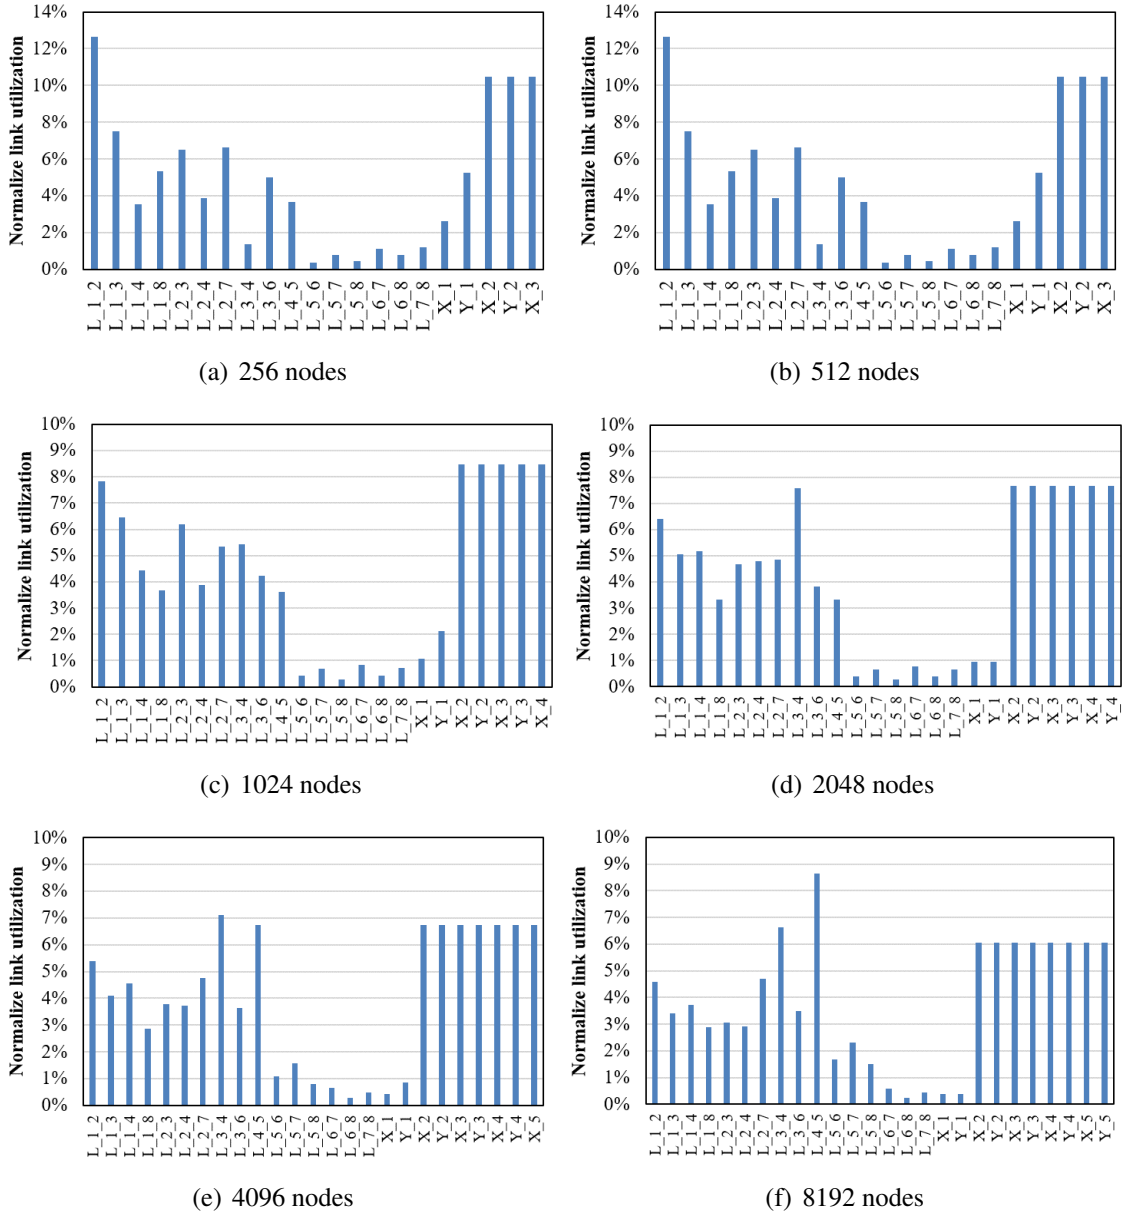 Normalize link utilization
14%
12%
10%
8%
6%
4%
2%
0%
L_1_2
L_1_3
L_1_4
L_1_8
L_2_3
L_2_4
L_2_7
L_3_4
L_3_6
L_4_5
L_5_6
L_5_7
L_5_8
L_6_7
L_6_8
L_7_8
X_1
Y_1
X_2
Y_2
X_3
(a) 256 nodes
Normalize link utilization
14%
12%
10%
8%
6%
4%
2%
0%
L_1_2
L_1_3
L_1_4
L_1_8
L_2_3
L_2_4
L_2_7
L_3_4
L_3_6
L_4_5
L_5_6
L_5_7
L_5_8
L_6_7
L_6_8
L_7_8
X_1
Y_1
X_2
Y_2
X_3
(b) 512 nodes
Normalize link utilization
10%
9%
8%
7%
6%
5%
4%
3%
2%
1%
0%
L_1_2
L_1_3
L_1_4
L_1_8
L_2_3
L_2_4
L_2_7
L_3_4
L_3_6
L_4_5
L_5_6
L_5_7
L_5_8
L_6_7
L_6_8
L_7_8
X_1
Y_1
X_2
Y_2
X_3
Y_3
X_4
(c) 1024 nodes
Normalize link utilization
10%
9%
8%
7%
6%
5%
4%
3%
2%
1%
0%
L_1_2
L_1_3
L_1_4
L_1_8
L_2_3
L_2_4
L_2_7
L_3_4
L_3_6
L_4_5
L_5_6
L_5_7
L_5_8
L_6_7
L_6_8
L_7_8
X_1
Y_1
X_2
Y_2
X_3
Y_3
X_4
Y_4
(d) 2048 nodes
Normalize link utilization
10%
9%
8%
7%
6%
5%
4%
3%
2%
1%
0%
L_1_2
L_1_3
L_1_4
L_1_8
L_2_3
L_2_4
L_2_7
L_3_4
L_3_6
L_4_5
L_5_6
L_5_7
L_5_8
L_6_7
L_6_8
L_7_8
X_1
Y_1
X_2
Y_2
X_3
Y_3
X_4
Y_4
X_5
(e) 4096 nodes
Normalize link utilization
10%
9%
8%
7%
6%
5%
4%
3%
2%
1%
0%
L_1_2
L_1_3
L_1_4
L_1_8
L_2_3
L_2_4
L_2_7
L_3_4
L_3_6
L_4_5
L_5_6
L_5_7
L_5_8
L_6_7
L_6_8
L_7_8
X_1
Y_1
X_2
Y_2
X_3
Y_3
X_4
Y_4
X_5
Y_5
(f) 8192 nodes